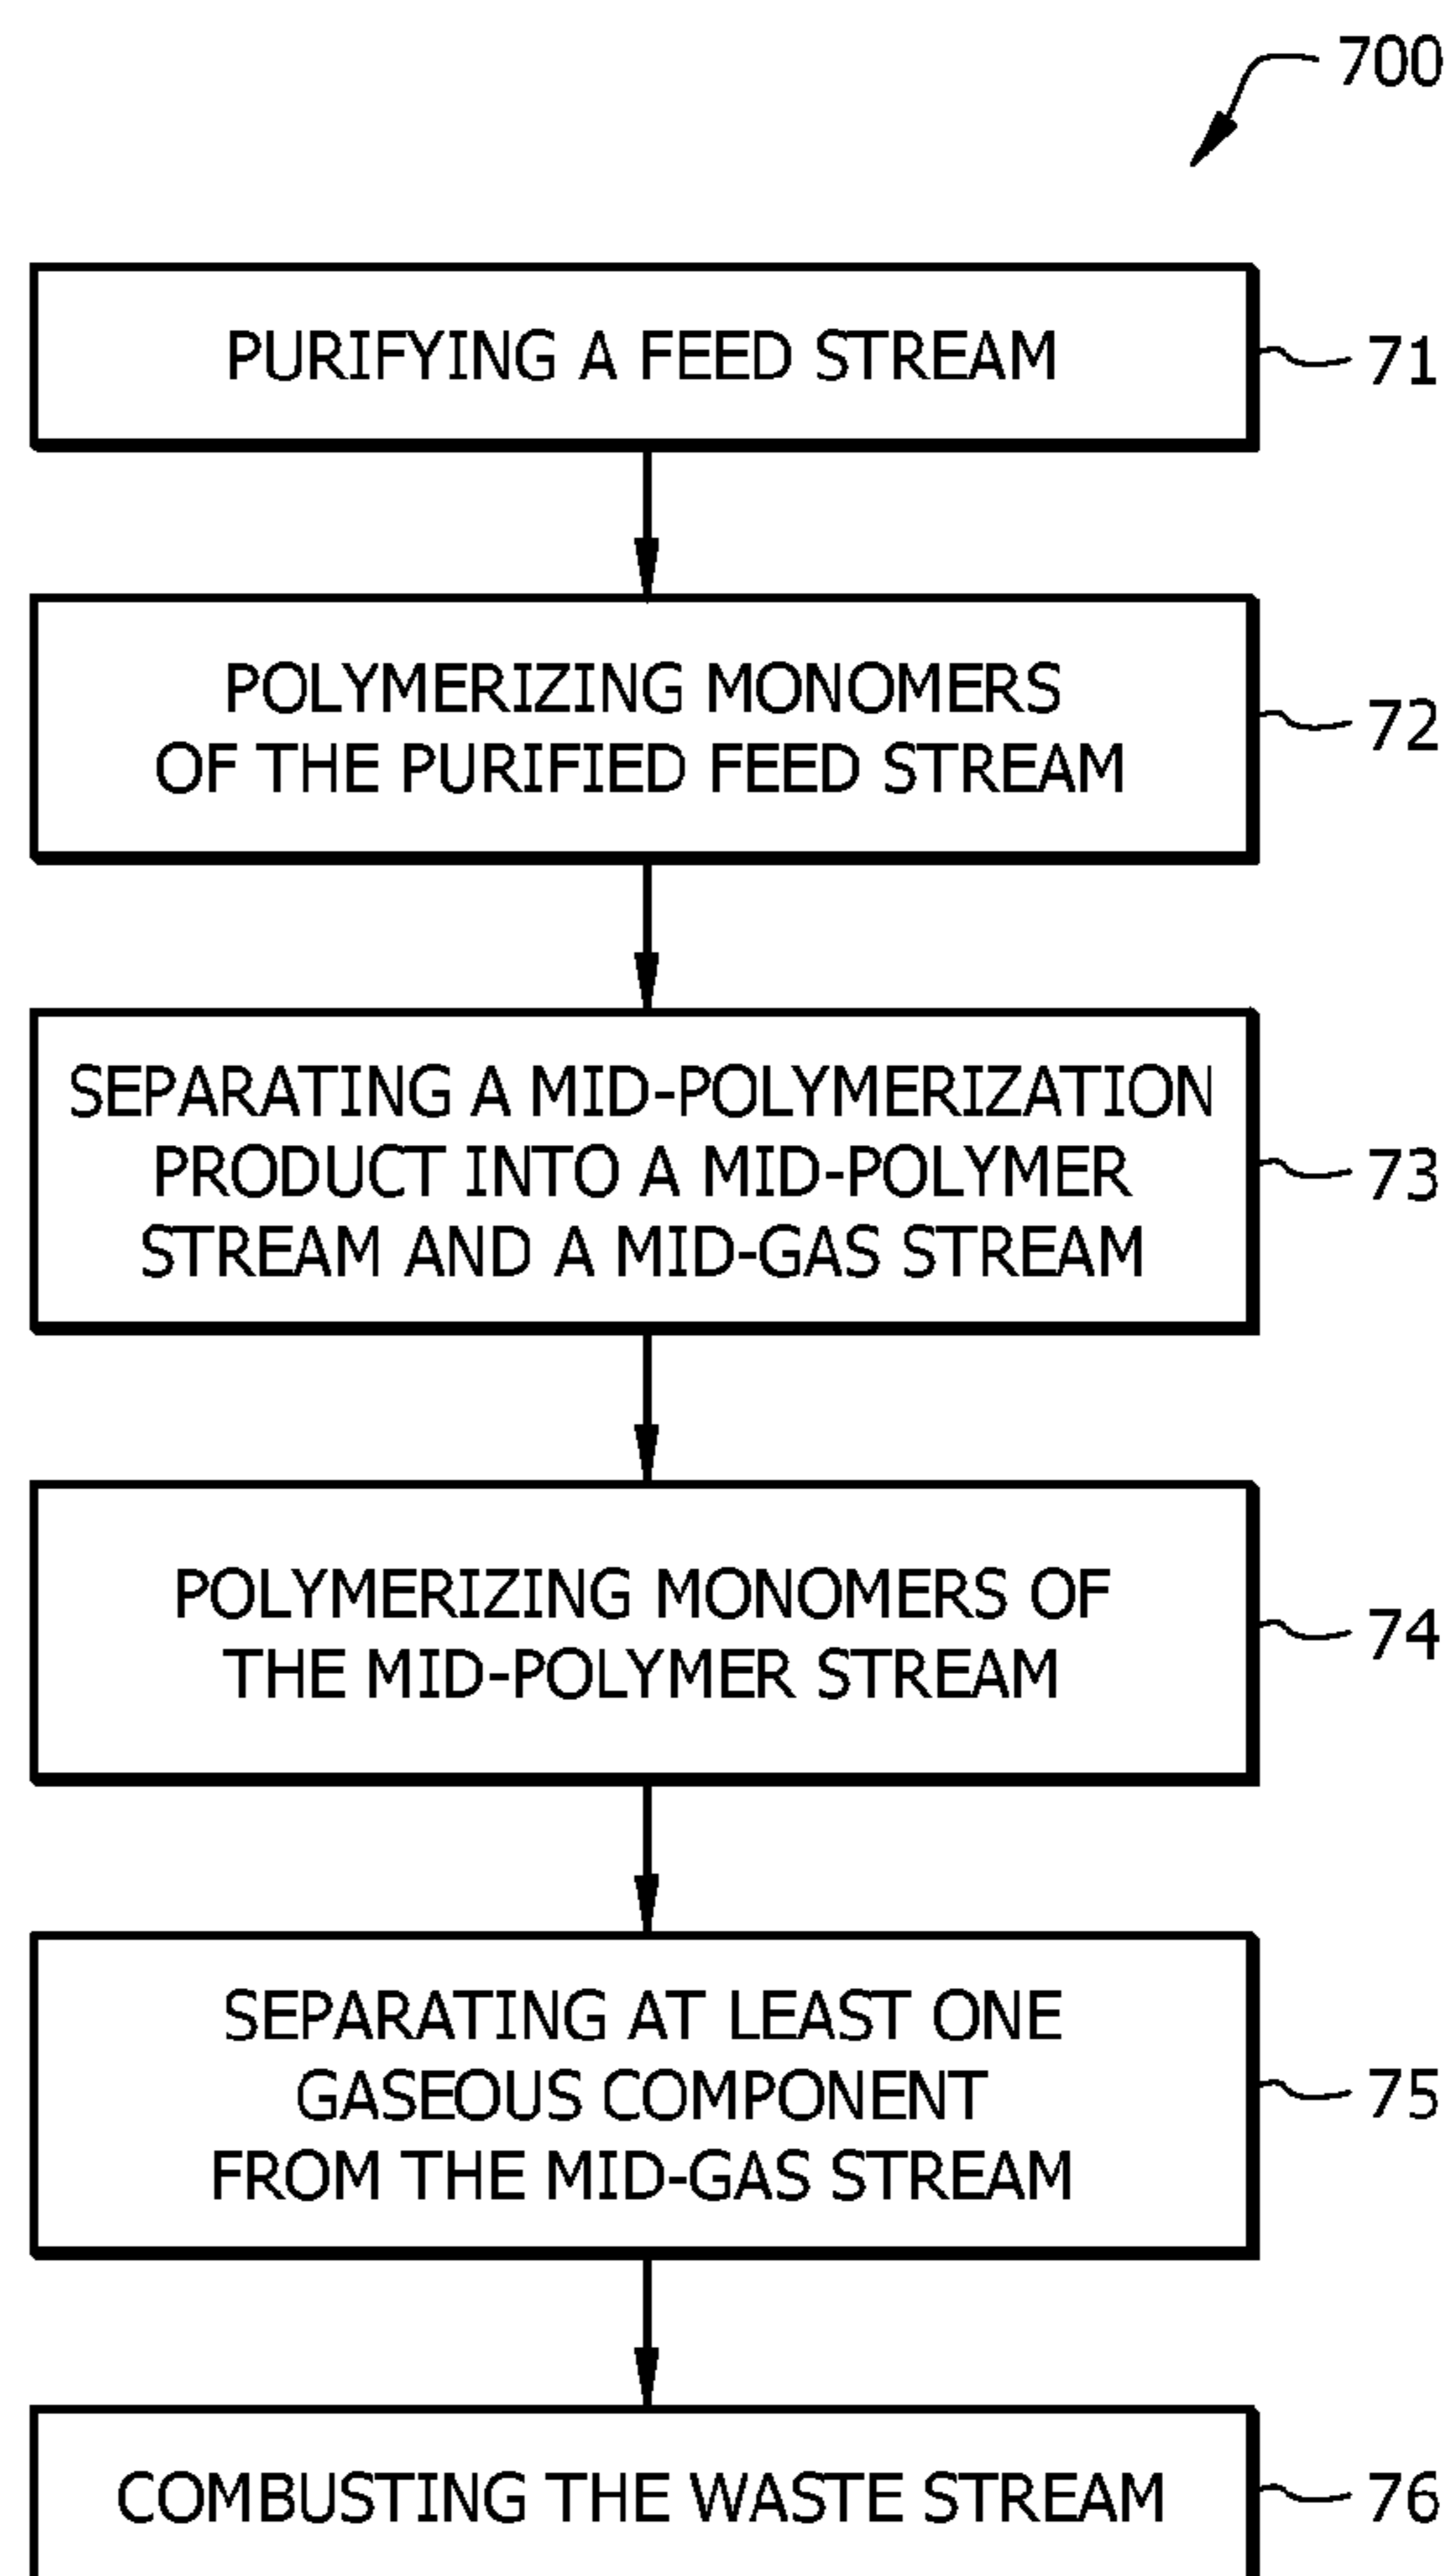 700
PURIFYING A FEED STREAM
71
POLYMERIZING MONOMERS
OF THE PURIFIED FEED STREAM
72
SEPARATING A MID-POLYMERIZATION
PRODUCT INTO A MID-POLYMER
STREAM AND A MID-GAS STREAM
73
POLYMERIZING MONOMERS OF
THE MID-POLYMER STREAM
74
SEPARATING AT LEAST ONE
GASEOUS COMPONENT
FROM THE MID-GAS STREAM
75
COMBUSTING THE WASTE STREAM
76